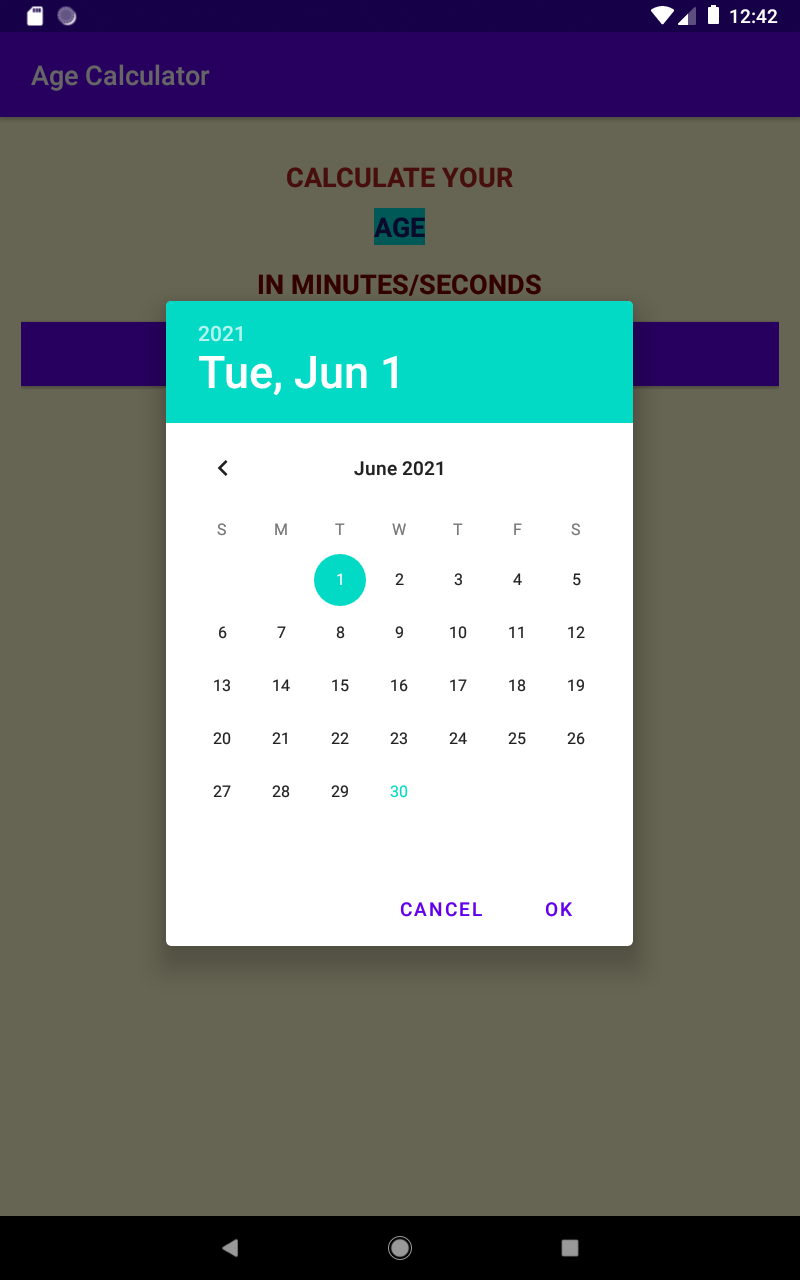 12:42
Age Calculator
CALCULATE YOUR
AGE
IN MINUTES/SECONDS
2021
Tue, Jun 1
June 2021
S M T W T F S
1 2 3 4 5
6 7 8 9 10 11 12
13 14 15 16 17 18 19
20 21 22 23 24 25 26
27 28 29 30
CANCEL OK